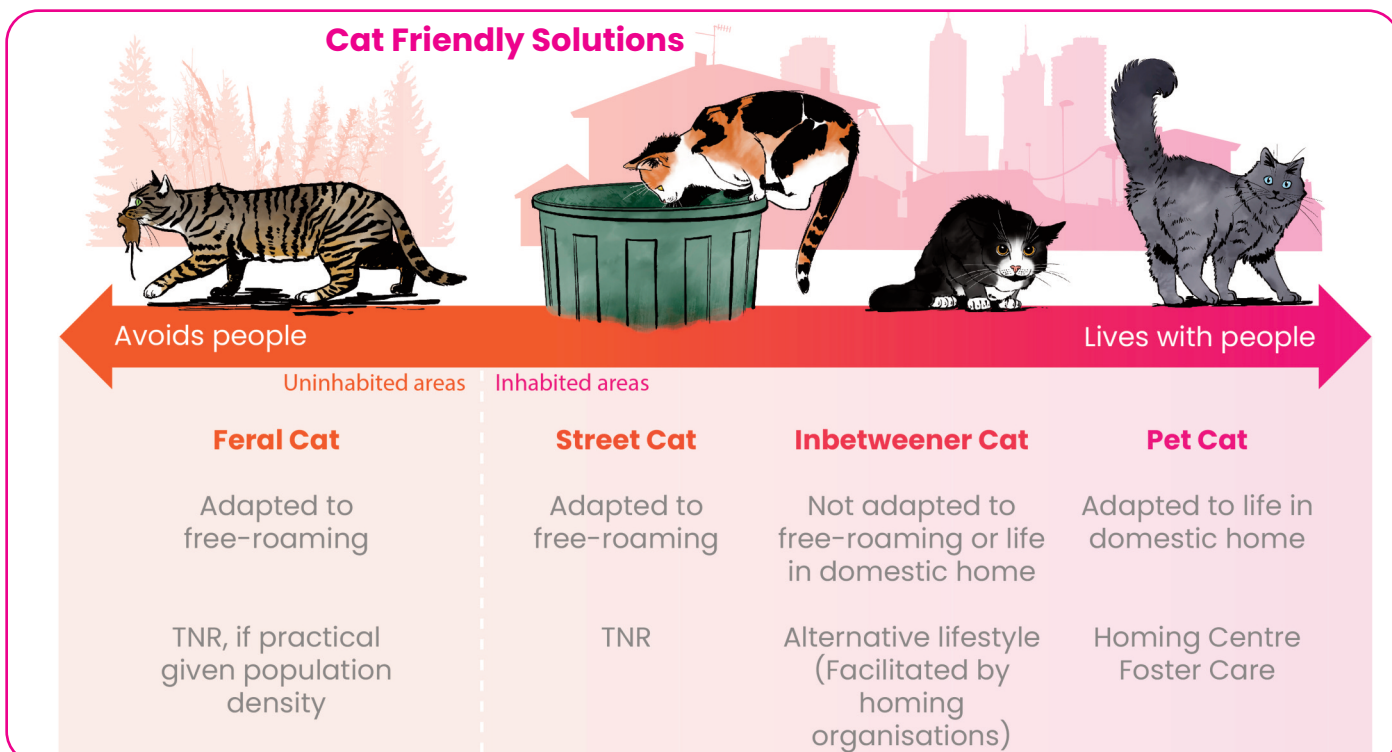 Cat Friendly Solutions
Avoids people
Lives with people
Uninhabited areas
Inhabited areas
Feral Cat
Adapted to
free-roaming
TNR, if practical
given population
density
Street Cat
Adapted to
free-roaming
TNR
Inbetweener Cat
Not adapted to
free-roaming or life
in domestic home
Alternative lifestyle
(Facilitated by
homing
organisations)
Pet Cat
Adapted to life in
domestic home
Homing Centre
Foster Care